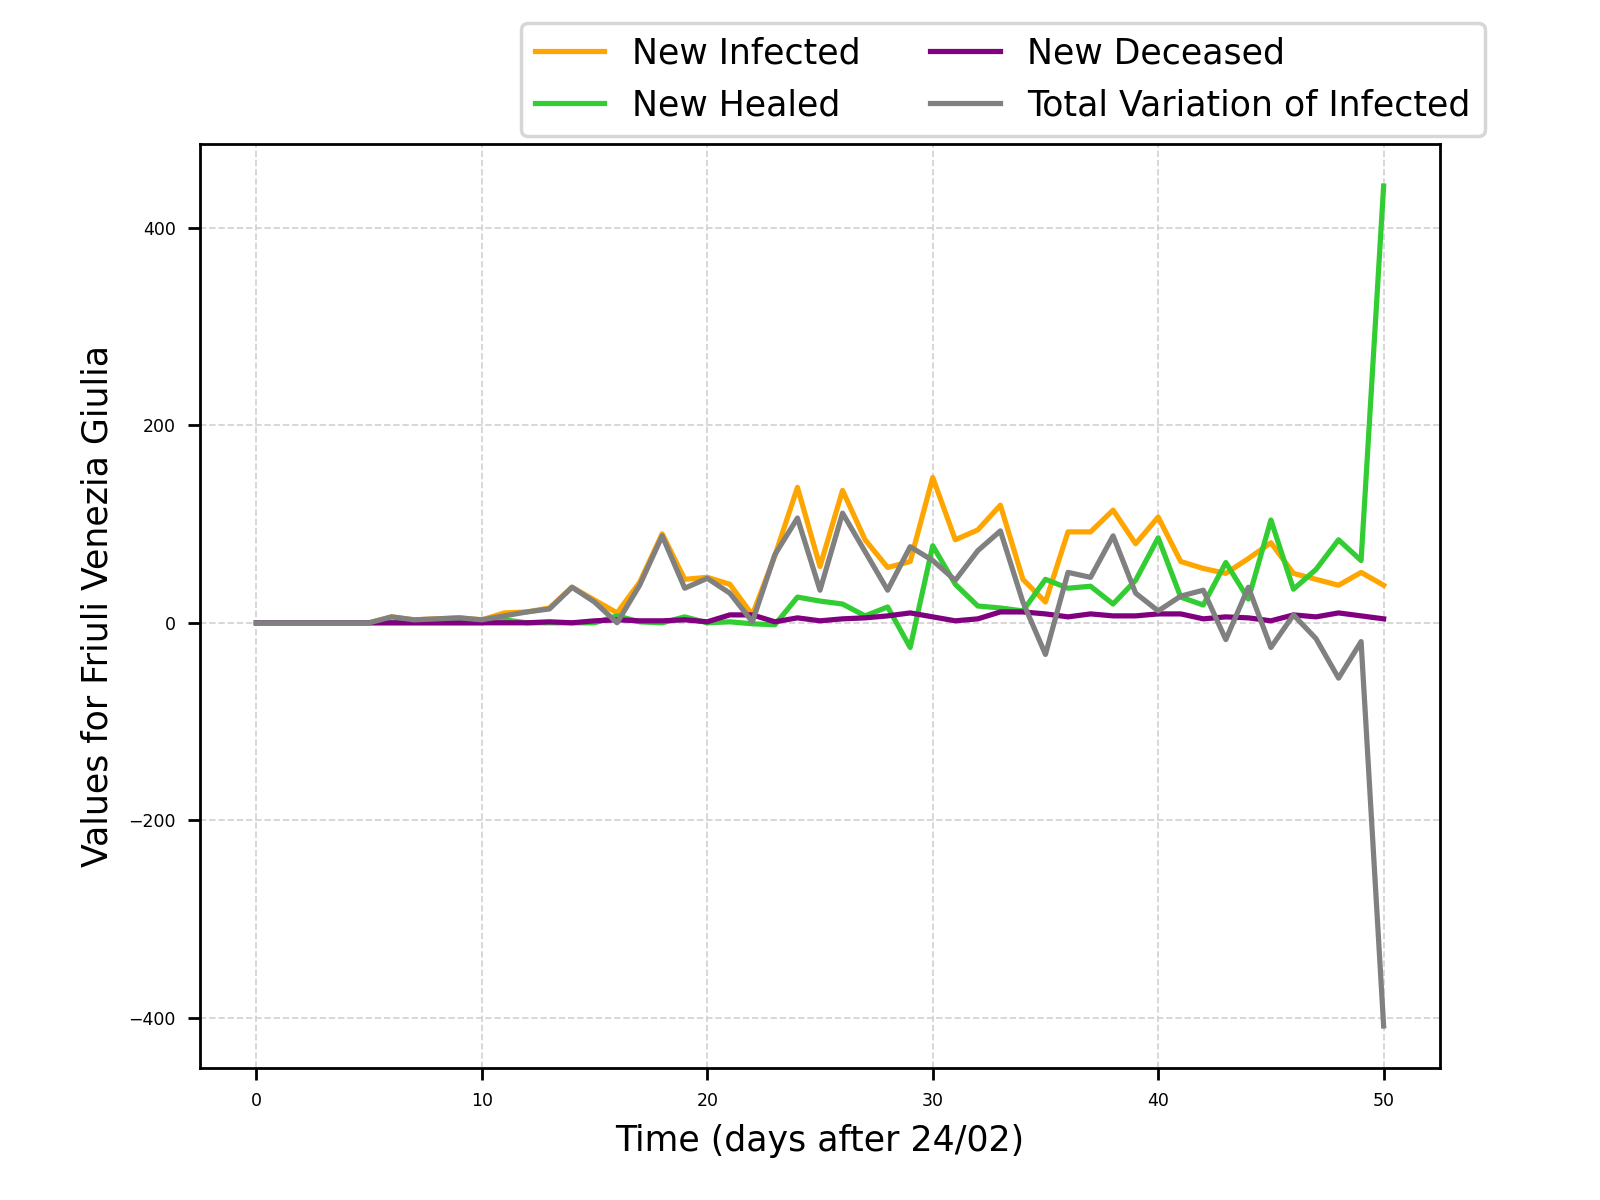 New Infected
New Healed
New Deceased
Total Variation of Infected
Values for Friuli Venezia Giulia
400
200
0
−200
−400
0 10 20 30 40 50
Time (days after 24/02)